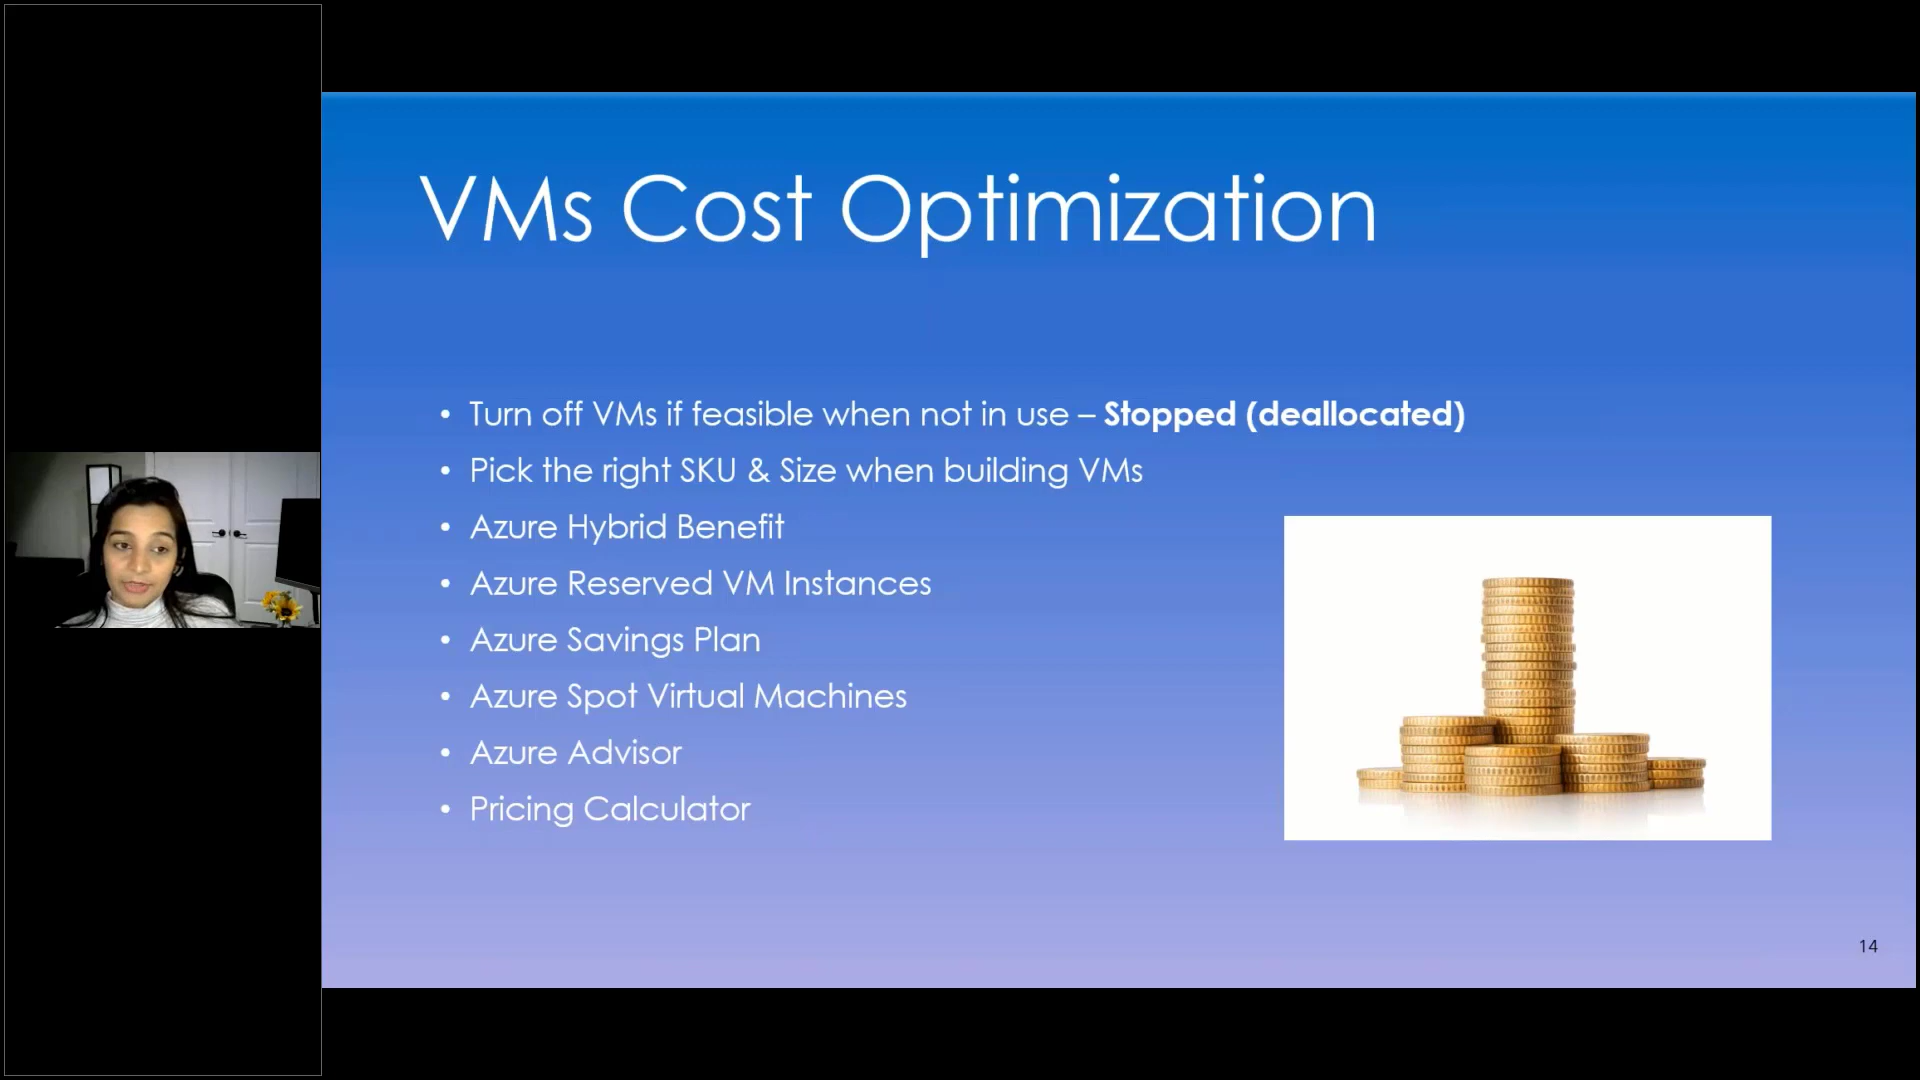 VMs Cost Optimization
• Turn off VMs if feasible when not in use – Stopped (deallocated)
• Pick the right SKU & Size when building VMs
• Azure Hybrid Benefit
• Azure Reserved VM Instances
• Azure Savings Plan
• Azure Spot Virtual Machines
• Azure Advisor
• Pricing Calculator
14